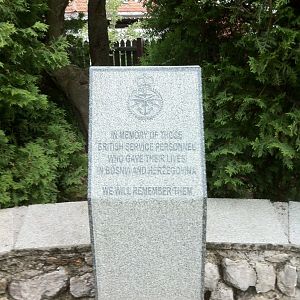 IN MEMORY OF THOSE
BRITISH SERVICE PERSONNEL
WHO GAVE THEIR LIVES
IN BOSNIA AND HERZEGOVINA
WE WILL REMEMBER THEM